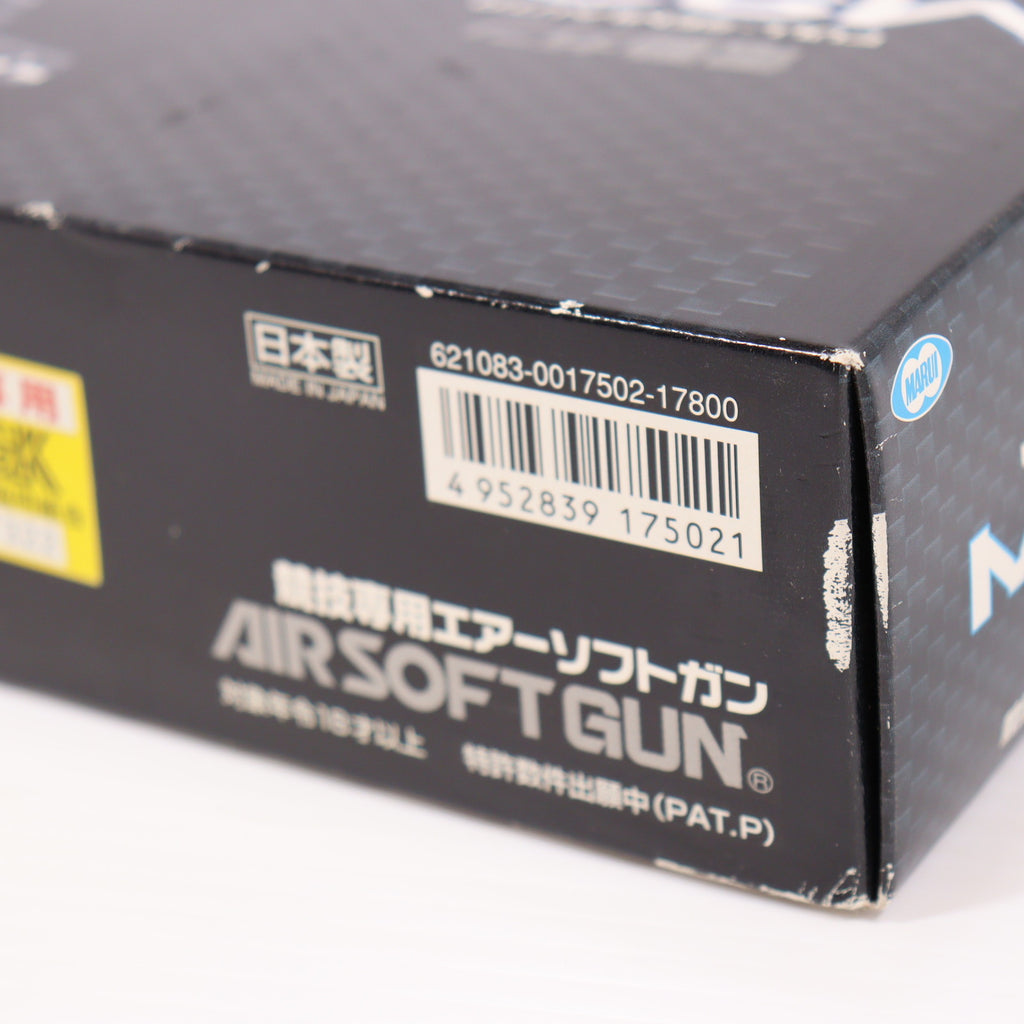 日本製
MADE IN JAPAN
621083-0017502-17800
4 952839 175021
MARUI
M
専用
競技専用エアーソフトガン
AIRSOFT GUN®
対象年令18才以上
特許数件出願中(PAT.P)